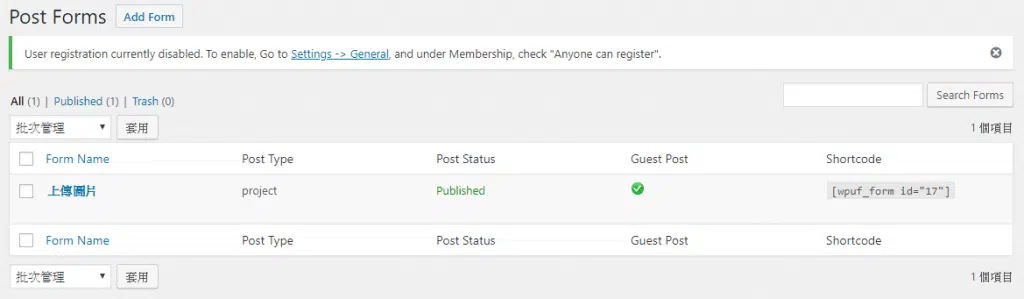 Post Forms Add Form
User registration currently disabled. To enable, Go to Settings -> General, and under Membership, check "Anyone can register".
All (1) | Published (1) | Trash (0) Search Forms
批次管理 套用 1 個項目
Form Name Post Type Post Status Guest Post Shortcode
上傳圖片 project Published [wpuf_form id="17"]
Form Name Post Type Post Status Guest Post Shortcode
批次管理 套用 1 個項目